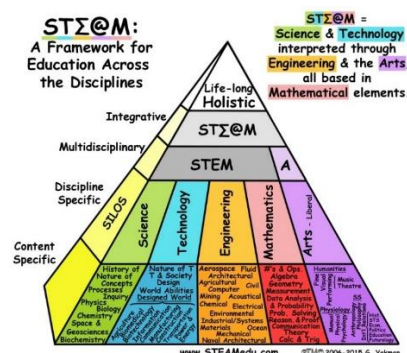 STΣ@M:
A Framework for
Education Across
the Disciplines
STΣ@M =
Science & Technology
interpreted through
Engineering & the Arts,
all based in
Mathematical elements.
Life-long
Holistic
Integrative
STΣ@M
Multidisciplinary
STEM
A
Discipline
Specific
SILOS
Science
Technology
Engineering
Mathematics
Arts - Liberal
Content
Specific
History of
Nature of
Concepts
Processes
Inquiry
Physics
Biology
Chemistry
Space &
Geosciences
Biochemistry
Nature of T
T & Society
Design
World Abilities
Designed World
Aerospace Fluid
Architectural
Agricultural Civil
Computer
Mining Acoustical
Chemical Electrical
Environmental
Industrial/Systems
Materials Ocean
Mechanical
Naval Architectural
#'s & Ops.
Algebra
Geometry
Measurement
Data Analysis
& Probability
Prob. Solving
Reason. & Proof
Communication
Theory
Calc & Trig
Humanities
Fine
Visual
Performing
Music
Theatre
Physiology
SS
www.STEAMedu.com